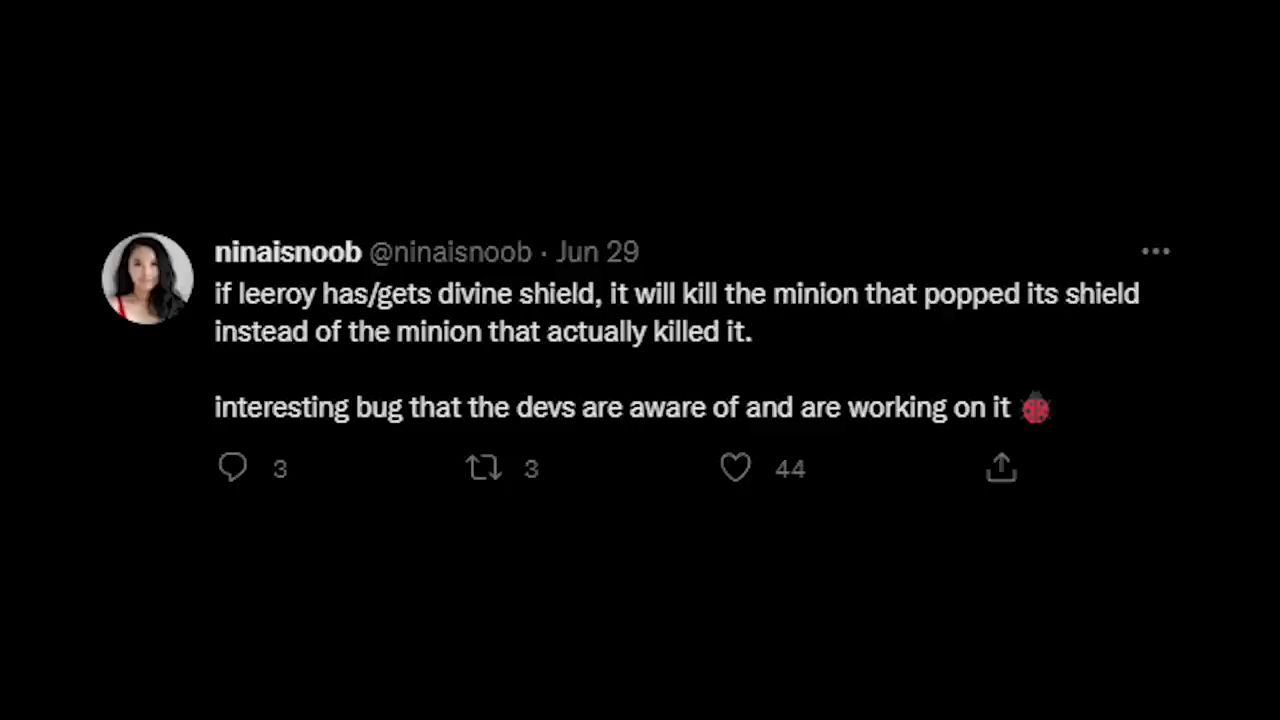 ninaisnoob @ninaisnoob · Jun 29
if leeroy has/gets divine shield, it will kill the minion that popped its shield
instead of the minion that actually killed it.
interesting bug that the devs are aware of and are working on it 🐞
3 3 44